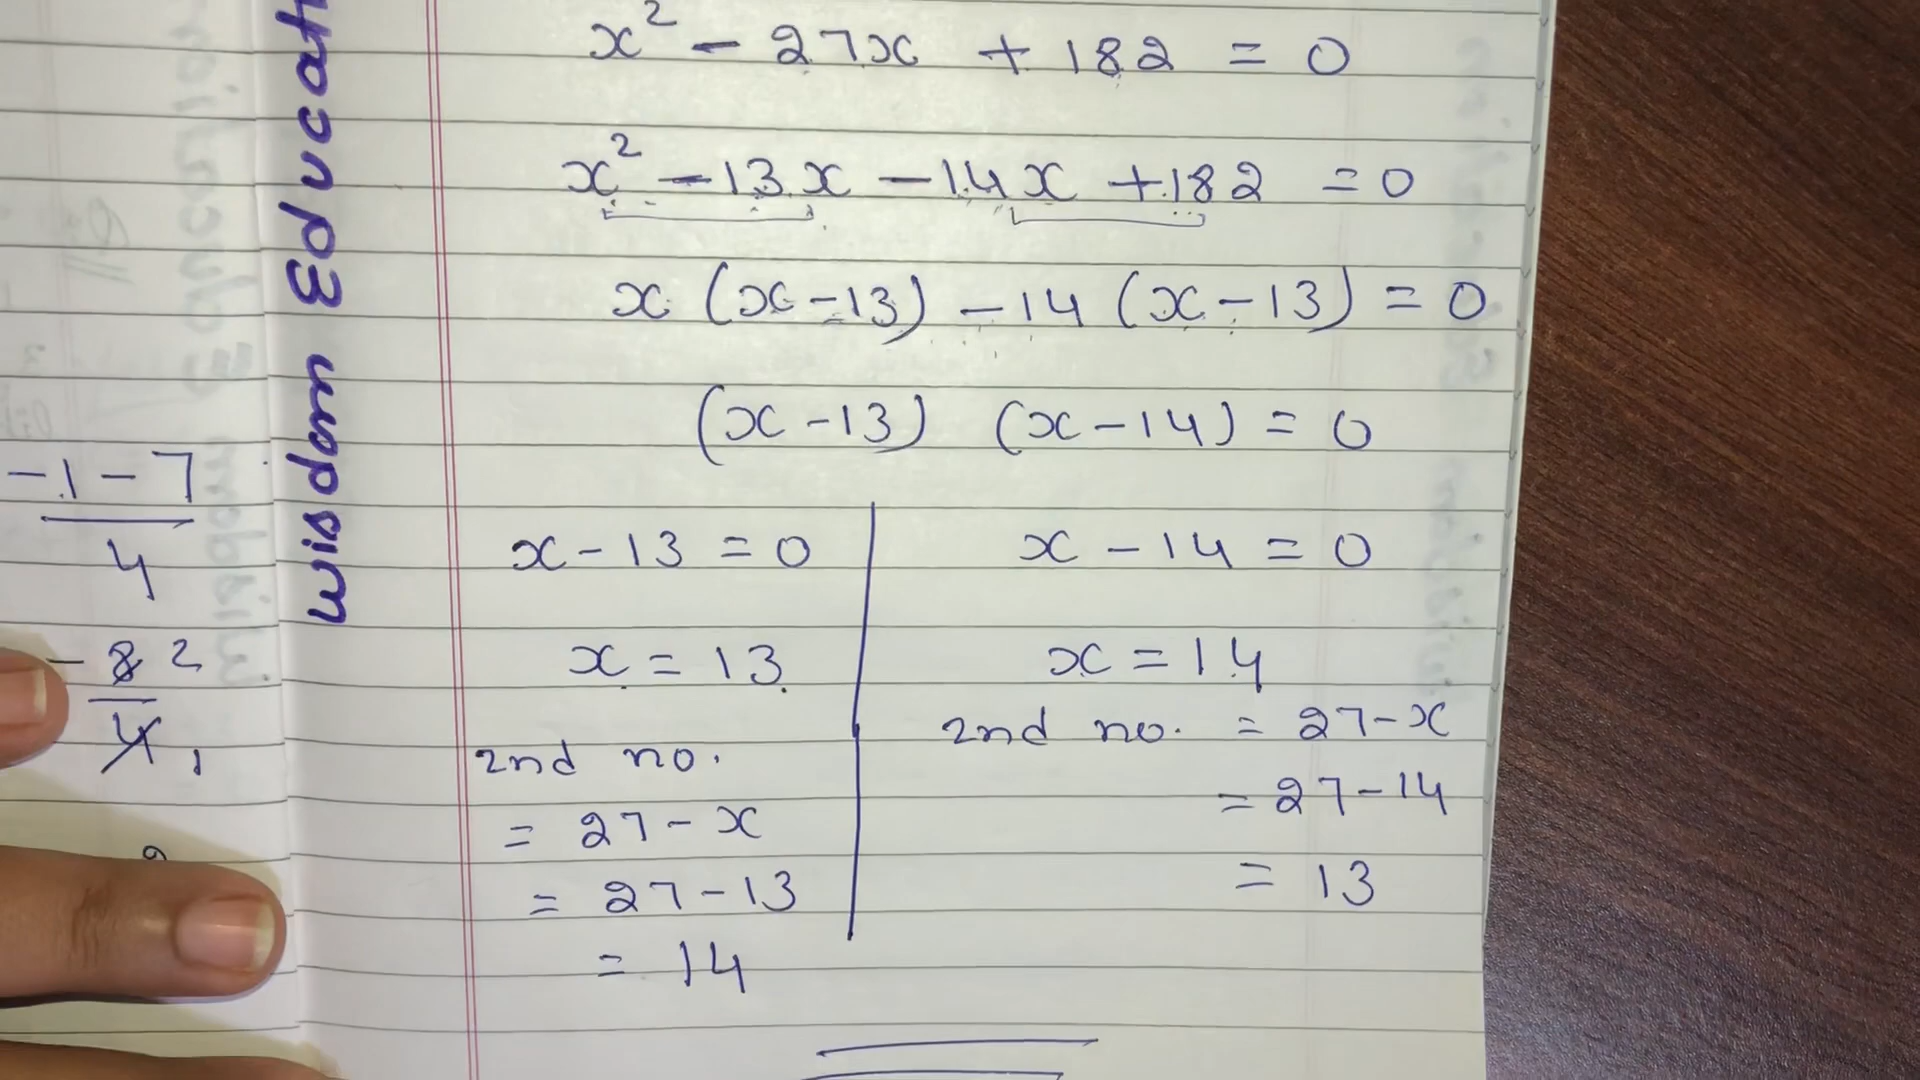 x² - 27x + 182 = 0
x² - 13x - 14x + 182 = 0
x (x - 13) - 14 (x - 13) = 0
(x - 13) (x - 14) = 0
x - 13 = 0
x = 13
2nd no.
= 27 - x
= 27 - 13
= 14
x - 14 = 0
x = 14
2nd no. = 27 - x
= 27 - 14
= 13
Wisdom Educati
-1 - 7
4
- 8 2
4 1